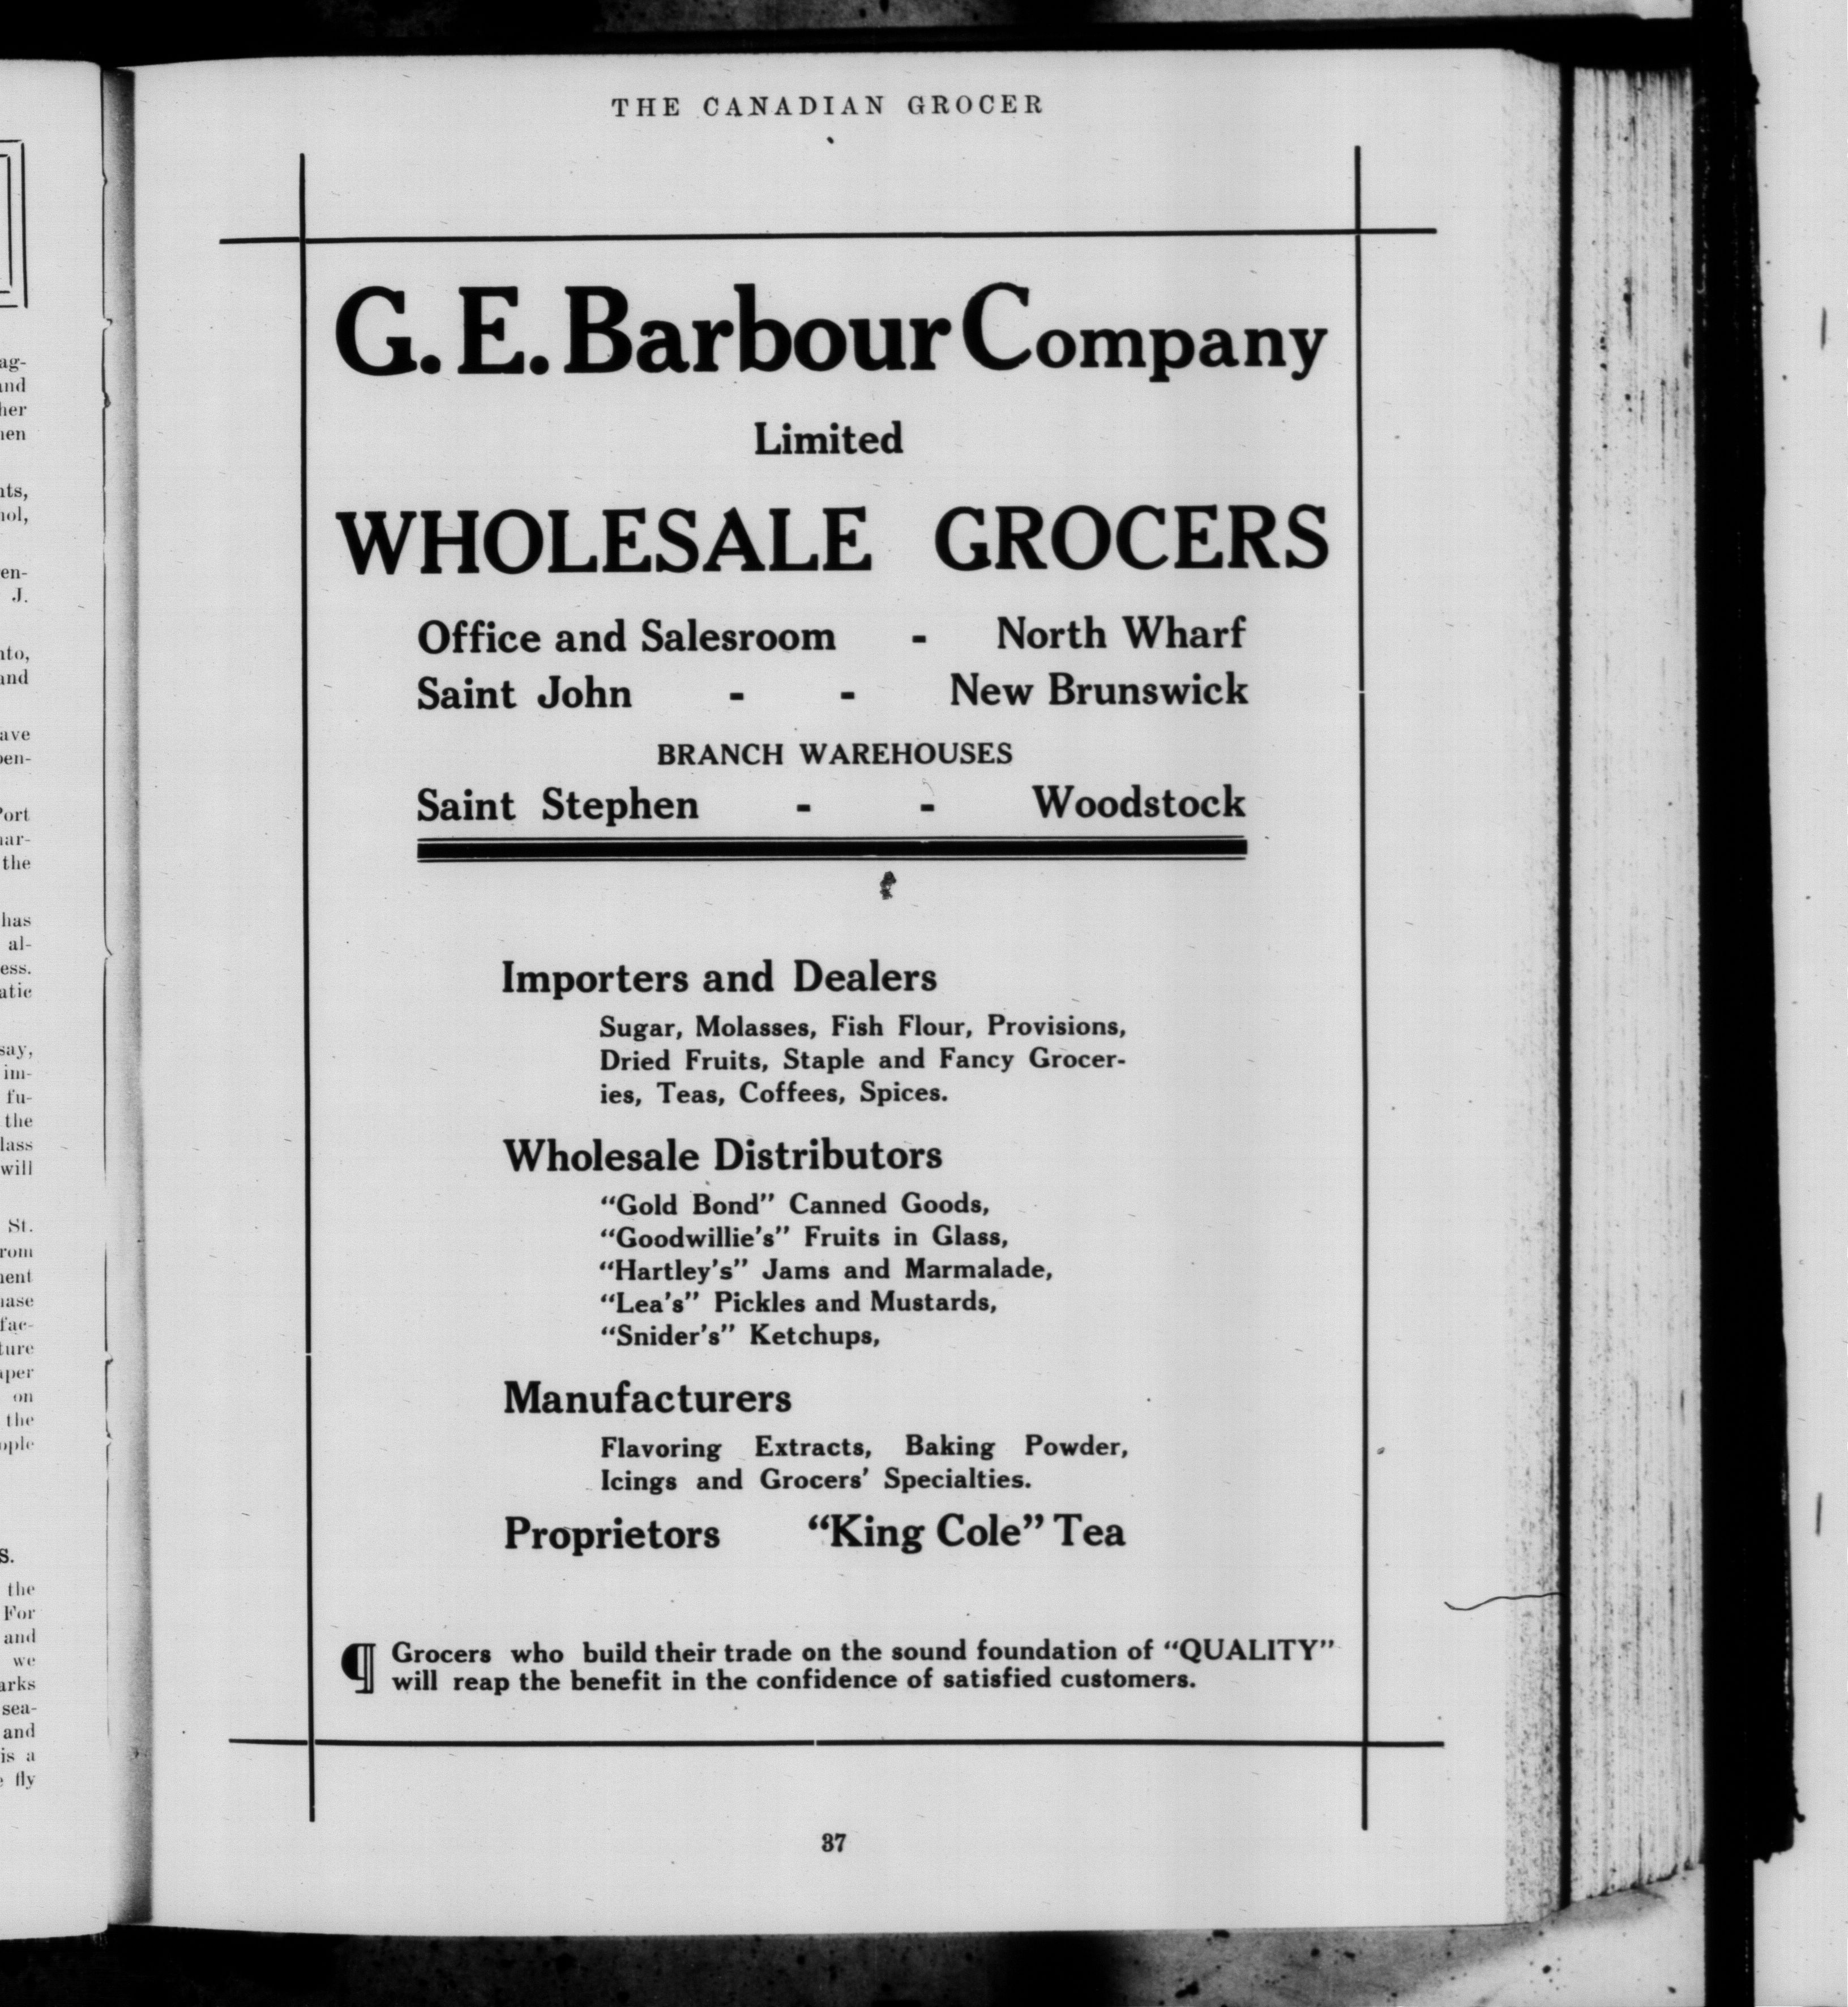 THE CANADIAN GROCER
G. E. Barbour Company
Limited
WHOLESALE GROCERS
Office and Salesroom - North Wharf
Saint John - - New Brunswick
BRANCH WAREHOUSES
Saint Stephen - - Woodstock
Importers and Dealers
Sugar, Molasses, Fish Flour, Provisions,
Dried Fruits, Staple and Fancy Grocer-
ies, Teas, Coffees, Spices.
Wholesale Distributors
“Gold Bond” Canned Goods,
“Goodwillie's” Fruits in Glass,
“Hartley's” Jams and Marmalade,
“Lea's” Pickles and Mustards,
“Snider's” Ketchups,
Manufacturers
Flavoring Extracts, Baking Powder,
Icings and Grocers' Specialties.
Proprietors “King Cole” Tea
¶ Grocers who build their trade on the sound foundation of “QUALITY”
will reap the benefit in the confidence of satisfied customers.
37